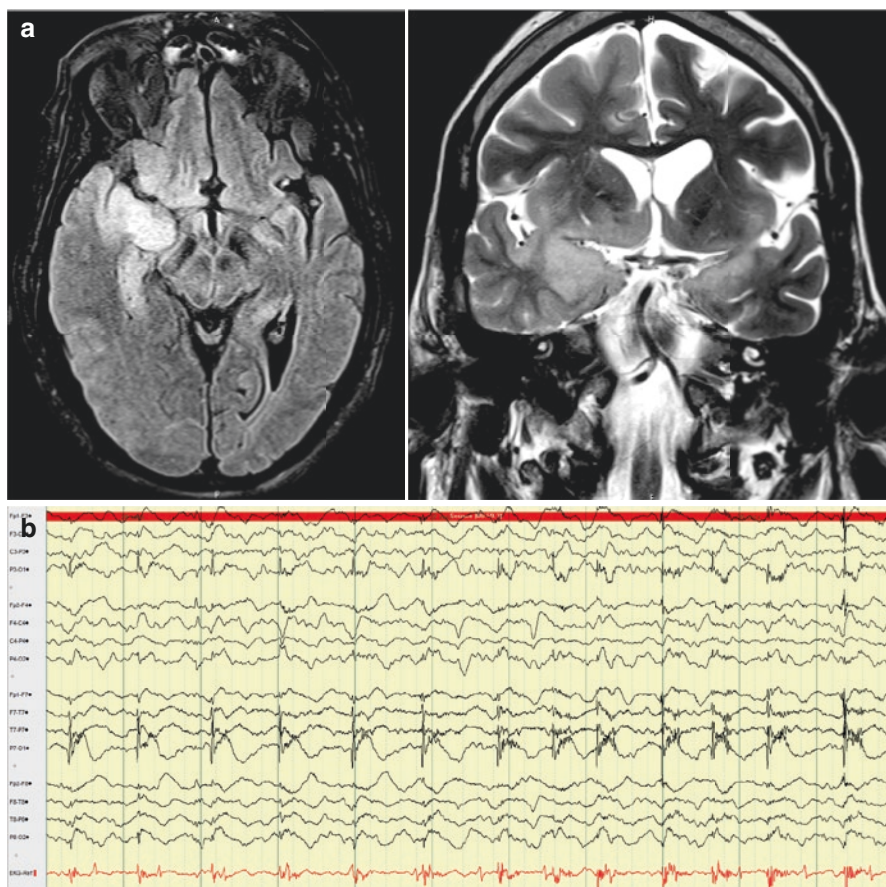 a
A
H
F
b
Fp1-F3
F3-C3
C3-P3
P3-O1
Fp2-F4
F4-C4
C4-P4
P4-O2
Fp1-F7
F7-T7
T7-P7
P7-O1
Fp2-F8
F8-T8
T8-P8
P8-O2